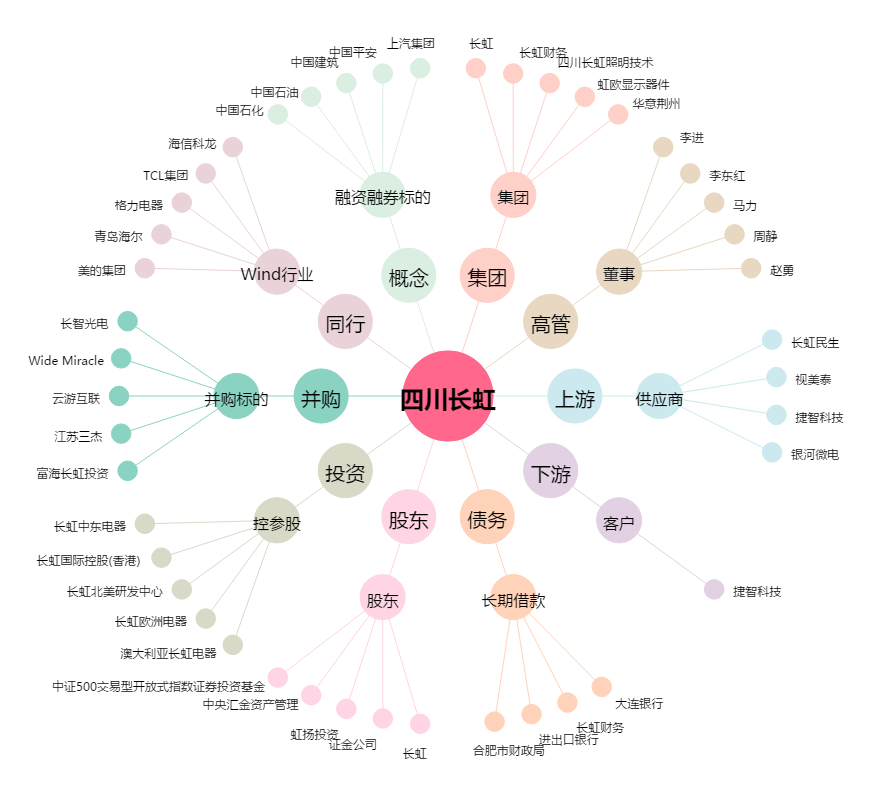 四川长虹
概念
融资融券标的
中国石化
中国石油
中国建筑
中国平安
上汽集团
集团
集团
长虹
长虹财务
四川长虹照明技术
虹欧显示器件
华意荆州
高管
董事
李进
李东红
马力
周静
赵勇
上游
供应商
长虹民生
视美泰
捷智科技
银河微电
下游
客户
捷智科技
债务
长期借款
大连银行
长虹财务
进出口银行
合肥市财政局
股东
股东
长虹
证金公司
虹扬投资
中央汇金资产管理
中证500交易型开放式指数证券投资基金
投资
控参股
澳大利亚长虹电器
长虹欧洲电器
长虹北美研发中心
长虹国际控股(香港)
长虹中东电器
并购
并购标的
富海长虹投资
江苏三杰
云游互联
Wide Miracle
长智光电
同行
Wind行业
美的集团
青岛海尔
格力电器
TCL集团
海信科龙